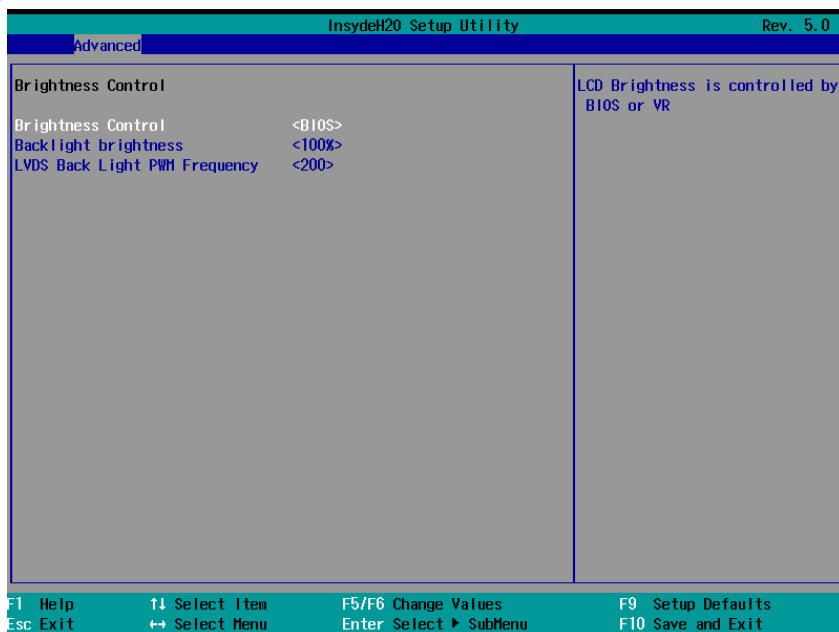 InsydeH20 Setup Utility Rev. 5.0
Advanced
Brightness Control
Brightness Control <BIOS>
Backlight brightness <100%>
LVDS Back Light PWM Frequency <200>
LCD Brightness is controlled by
BIOS or VR
F1 Help ↑↓ Select Item F5/F6 Change Values F9 Setup Defaults
Esc Exit ↔ Select Menu Enter Select ▶ SubMenu F10 Save and Exit